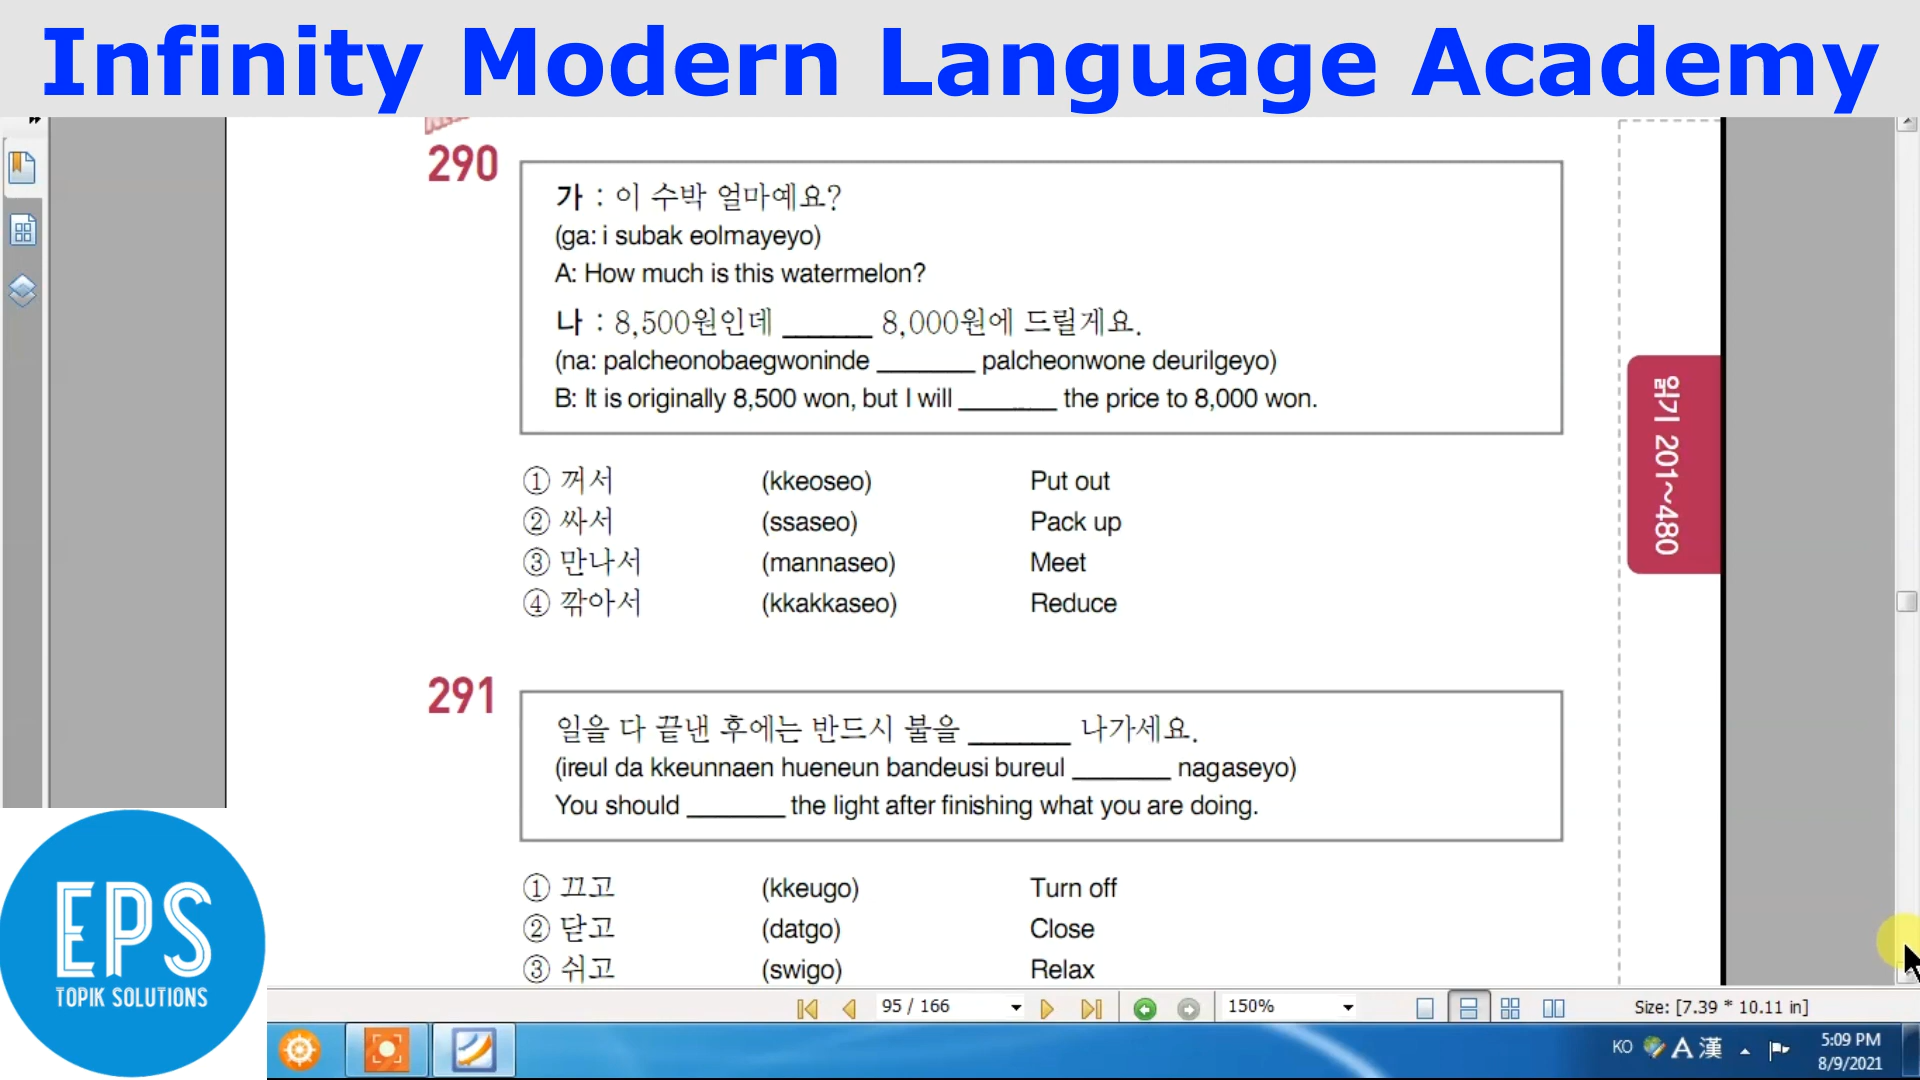 Infinity Modern Language Academy
290
가 : 이 수박 얼마예요?
(ga: i subak eolmayeyo)
A: How much is this watermelon?
나 : 8,500원인데 ______ 8,000원에 드릴게요.
(na: palcheonobaegwoninde ______ palcheonwone deurilgeyo)
B: It is originally 8,500 won, but I will ______ the price to 8,000 won.
① 꺼서 (kkeoseo) Put out
② 싸서 (ssaseo) Pack up
③ 만나서 (mannaseo) Meet
④ 깎아서 (kkakkaseo) Reduce
읽기 201~480
291
일을 다 끝낸 후에는 반드시 불을 ______ 나가세요.
(ireul da kkeunnaen hueneun bandeusi bureul ______ nagaseyo)
You should ______ the light after finishing what you are doing.
① 끄고 (kkeugo) Turn off
② 닫고 (datgo) Close
③ 쉬고 (swigo) Relax
EPS
TOPIK SOLUTIONS
95 / 166
150%
Size: [7.39 * 10.11 in]
KO A 漢
5:09 PM
8/9/2021